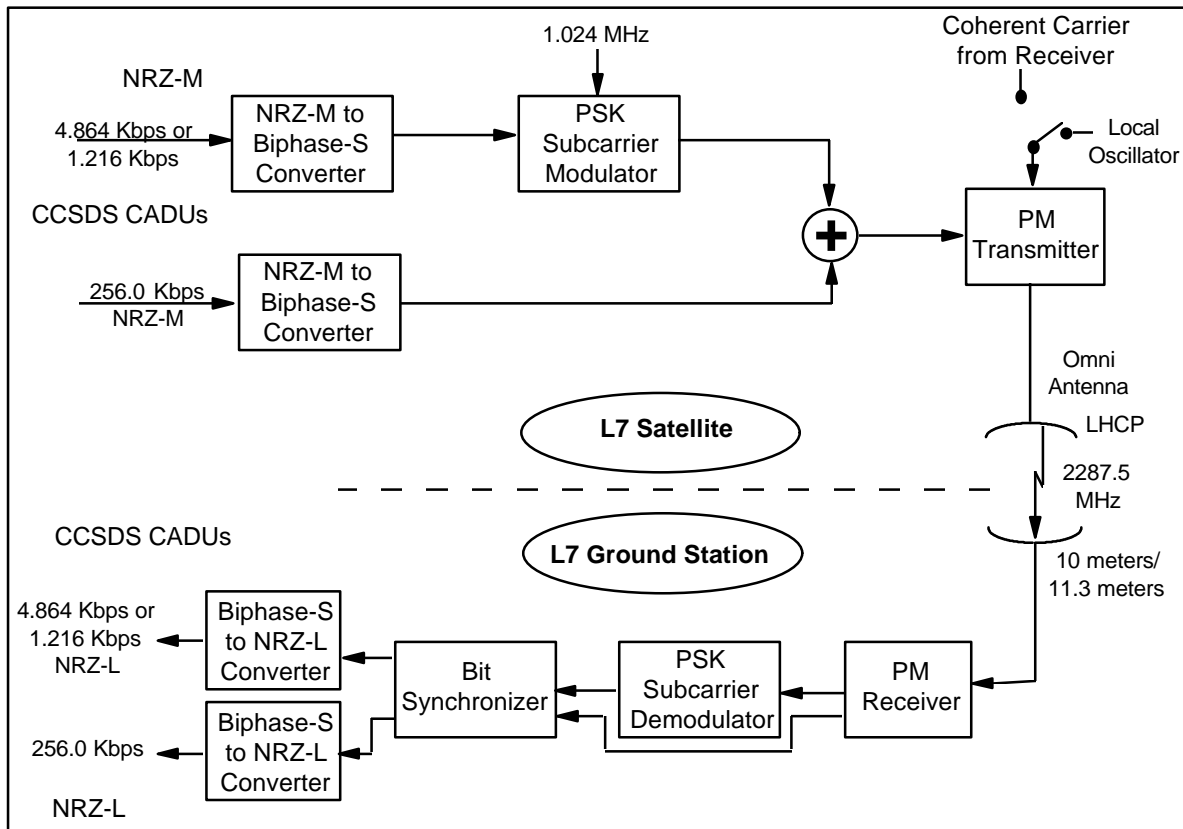 1.024 MHz
Coherent Carrier
from Receiver
NRZ-M
4.864 Kbps or
1.216 Kbps
NRZ-M to
Biphase-S
Converter
PSK
Subcarrier
Modulator
Local
Oscillator
CCSDS CADUs
PM
Transmitter
256.0 Kbps
NRZ-M
NRZ-M to
Biphase-S
Converter
Omni
Antenna
LHCP
L7 Satellite
2287.5
MHz
L7 Ground Station
CCSDS CADUs
10 meters/
11.3 meters
4.864 Kbps or
1.216 Kbps
NRZ-L
Biphase-S
to NRZ-L
Converter
Bit
Synchronizer
PSK
Subcarrier
Demodulator
PM
Receiver
256.0 Kbps
NRZ-L
Biphase-S
to NRZ-L
Converter